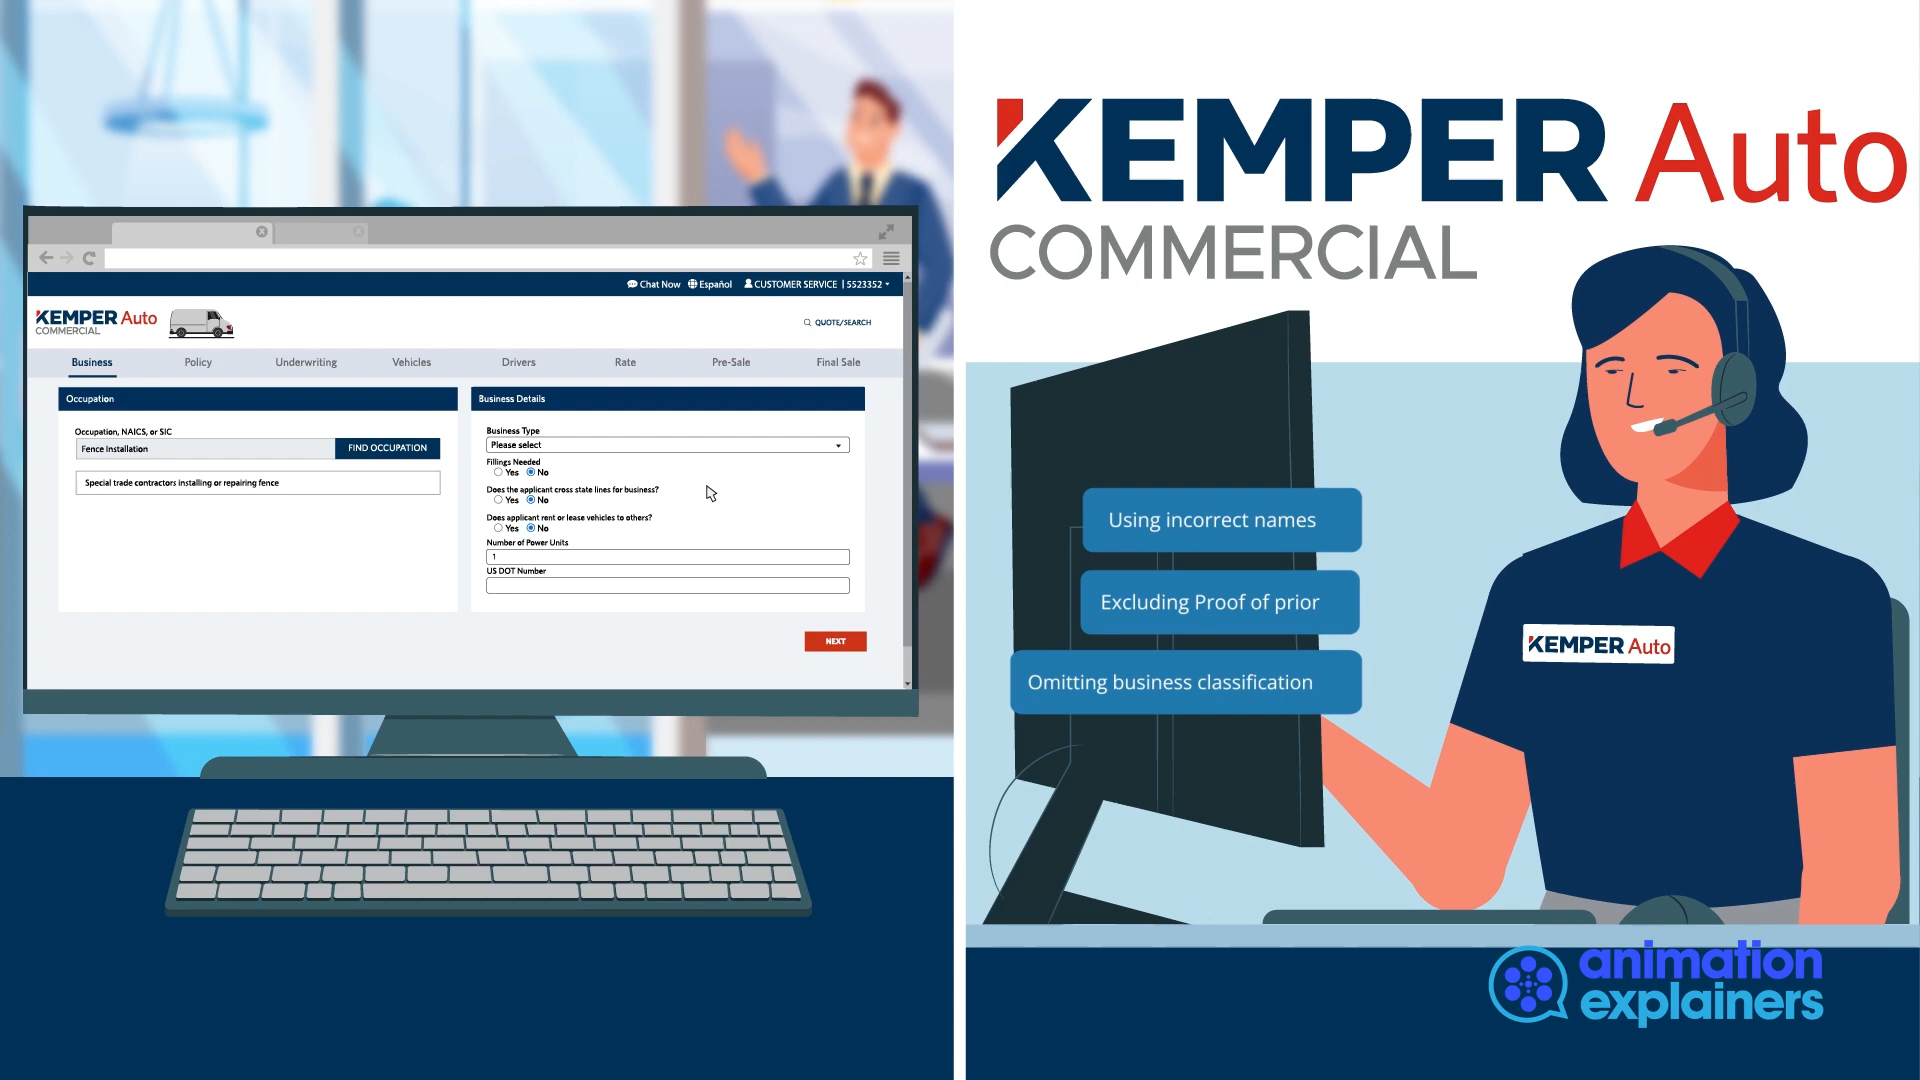 Chat Now Español CUSTOMER SERVICE | 5523352
KEMPER Auto
COMMERCIAL
QUOTE/SEARCH
Business Policy Underwriting Vehicles Drivers Rate Pre-Sale Final Sale
Occupation
Occupation, NAICS, or SIC
Fence Installation
FIND OCCUPATION
Special trade contractors installing or repairing fence
Business Details
Business Type
Please select
Fillings Needed
Yes No
Does the applicant cross state lines for business?
Yes No
Does applicant rent or lease vehicles to others?
Yes No
Number of Power Units
1
US DOT Number
NEXT
KEMPER Auto
COMMERCIAL
Using incorrect names
Excluding Proof of prior
Omitting business classification
KEMPER Auto
animation
explainers